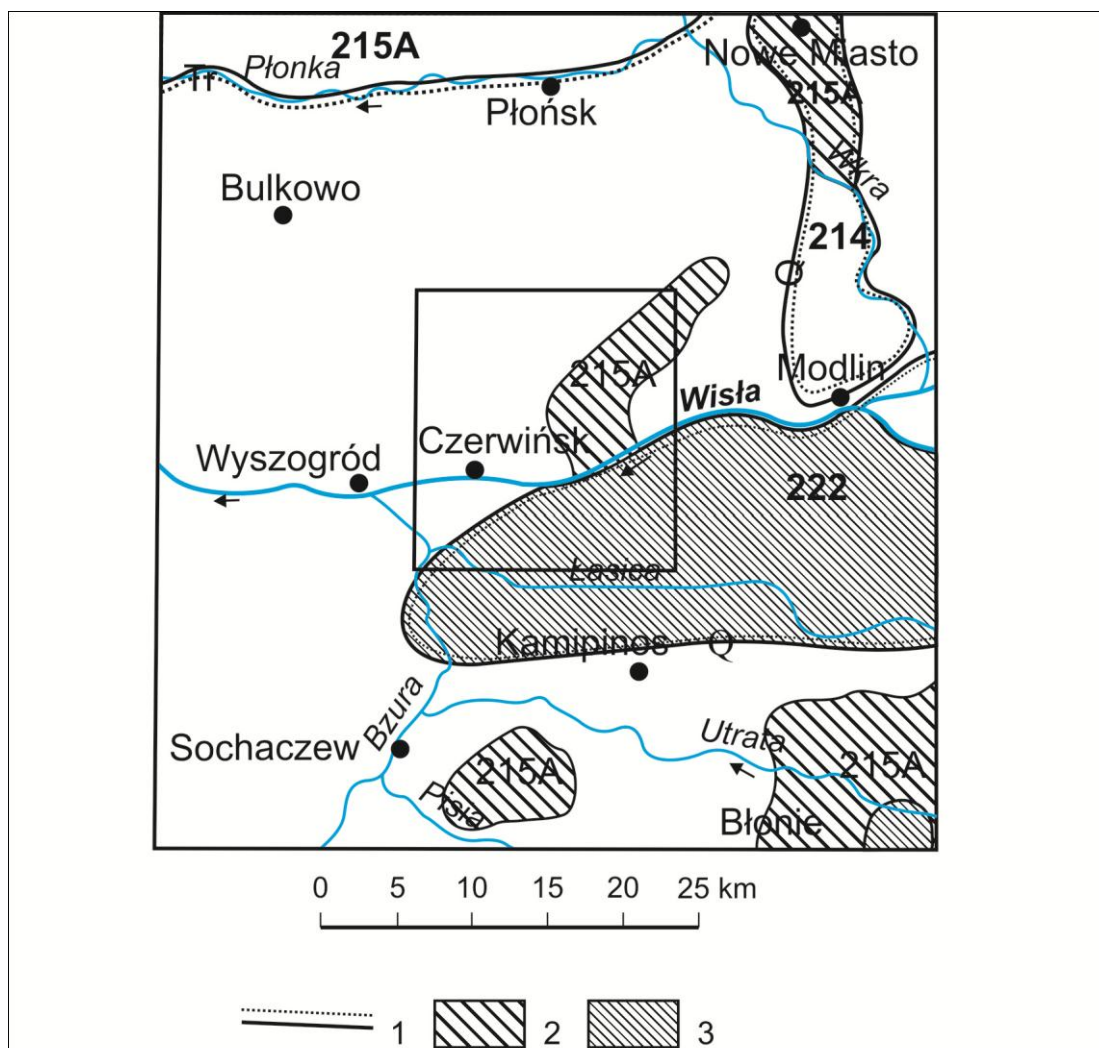 215A
Nowe Miasto
Płonka
Tr
Płońsk
215A
Wkra
Bulkowo
214
Q
215A
Modlin
Wisła
Czerwińsk
Wyszogród
222
Łasica
Kamipinos
Q
Bzura
Utrata
Sochaczew
215A
215A
Pisia
Błonie
0 5 10 15 20 25 km
1 2 3